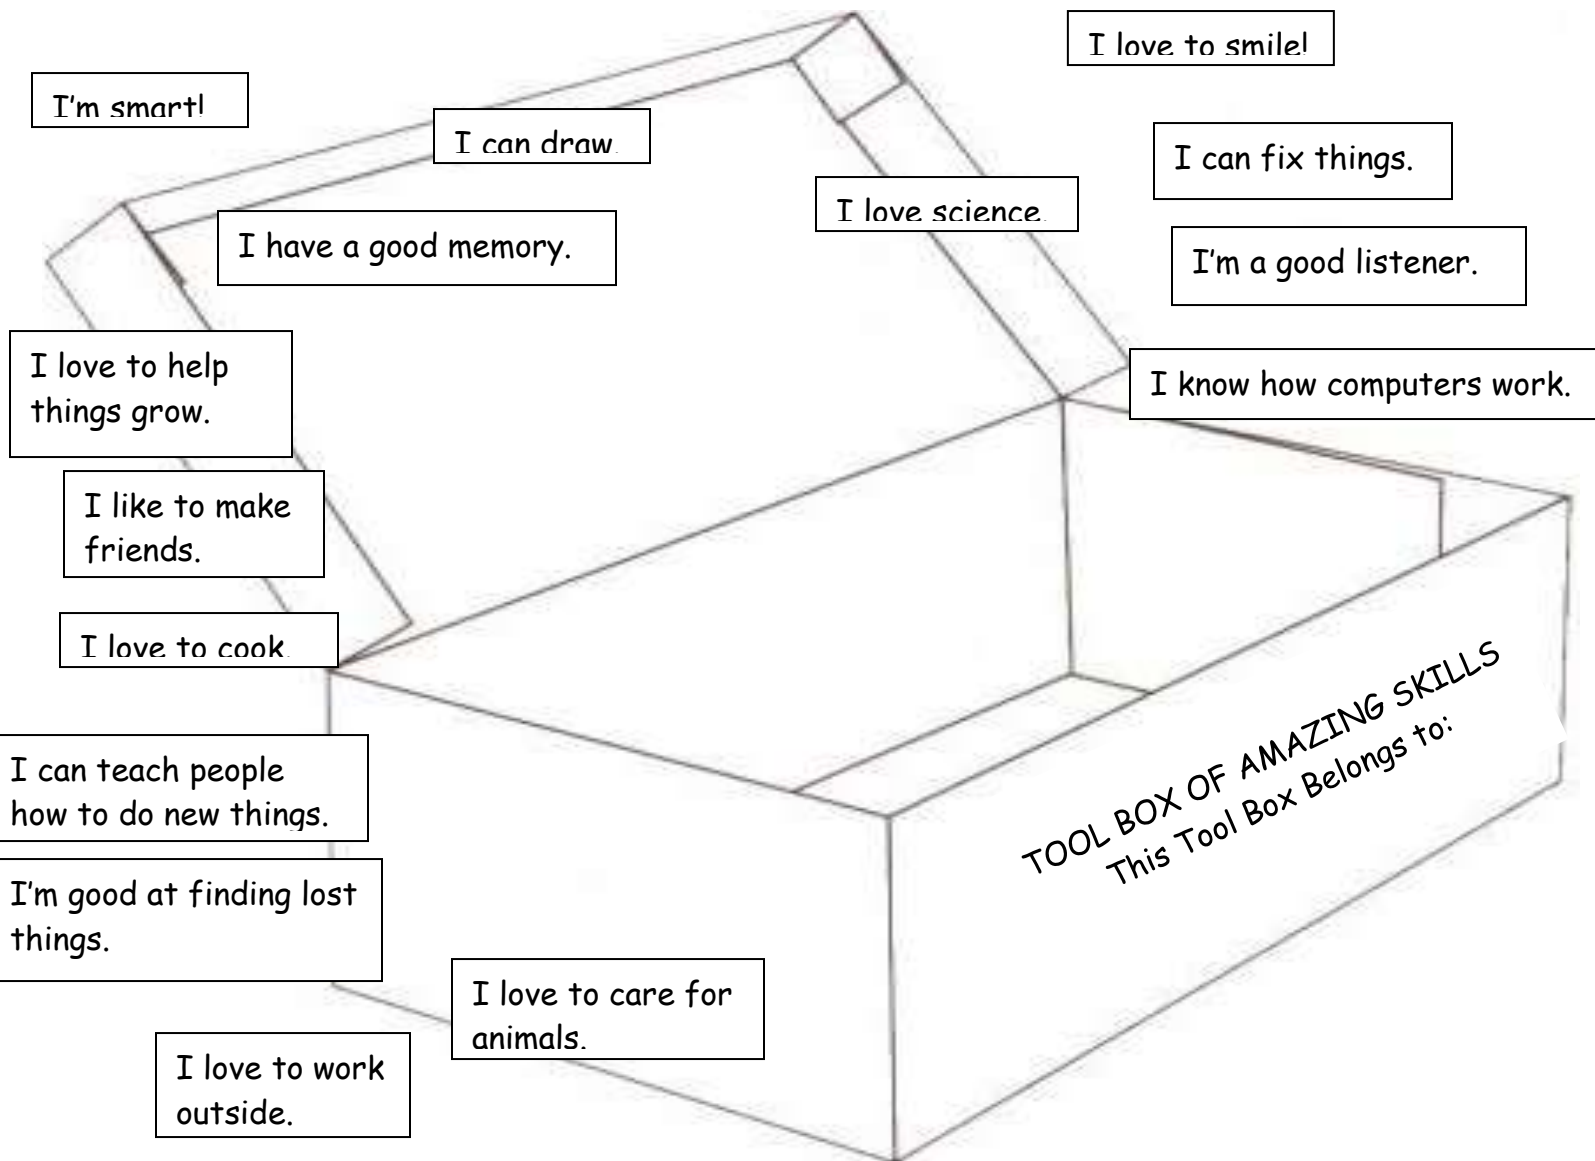 I love to smile!
I'm smart!
I can draw.
I can fix things.
I love science.
I have a good memory.
I'm a good listener.
I love to help
things grow.
I know how computers work.
I like to make
friends.
I love to cook.
I can teach people
how to do new things.
TOOL BOX OF AMAZING SKILLS
This Tool Box Belongs to:
I'm good at finding lost
things.
I love to care for
animals.
I love to work
outside.